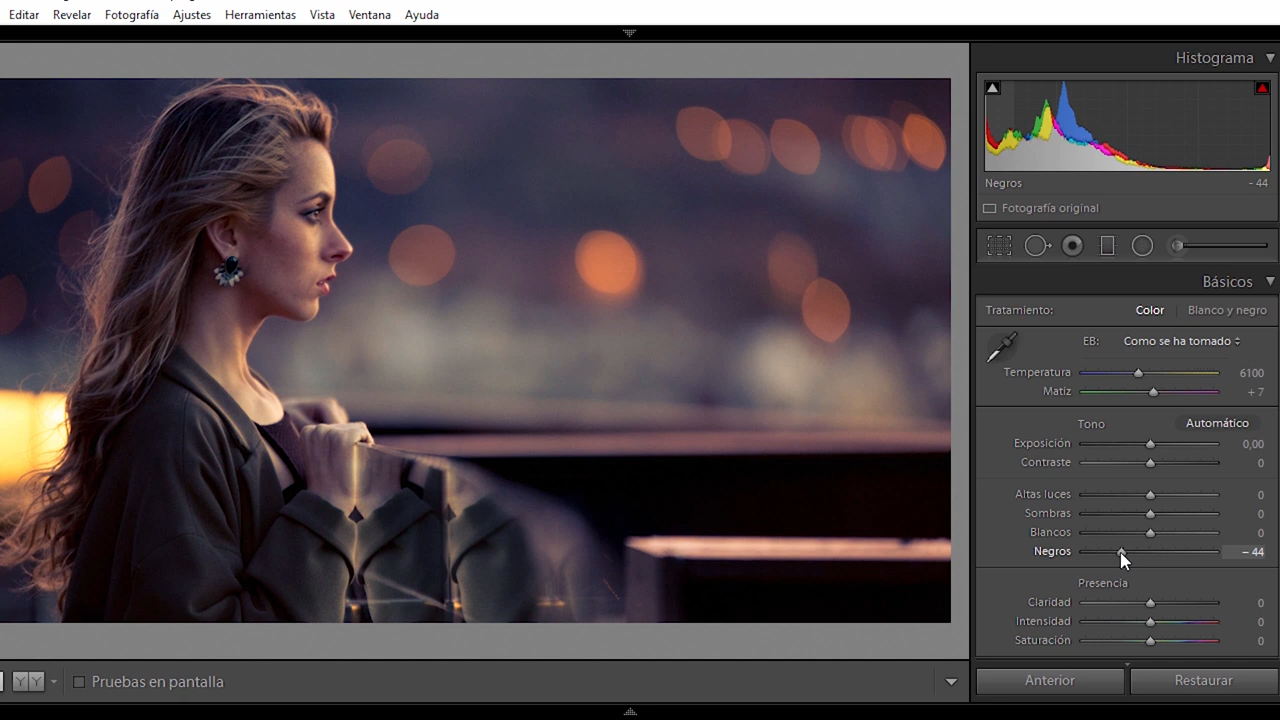 Editar Revelar Fotografía Ajustes Herramientas Vista Ventana Ayuda
Histograma
Negros - 44
Fotografía original
Básicos
Tratamiento: Color Blanco y negro
EB: Como se ha tomado
Temperatura 6100
Matiz + 7
Tono Automático
Exposición 0,00
Contraste 0
Altas luces 0
Sombras 0
Blancos 0
Negros – 44
Presencia
Claridad 0
Intensidad 0
Saturación 0
YY Pruebas en pantalla
Anterior Restaurar